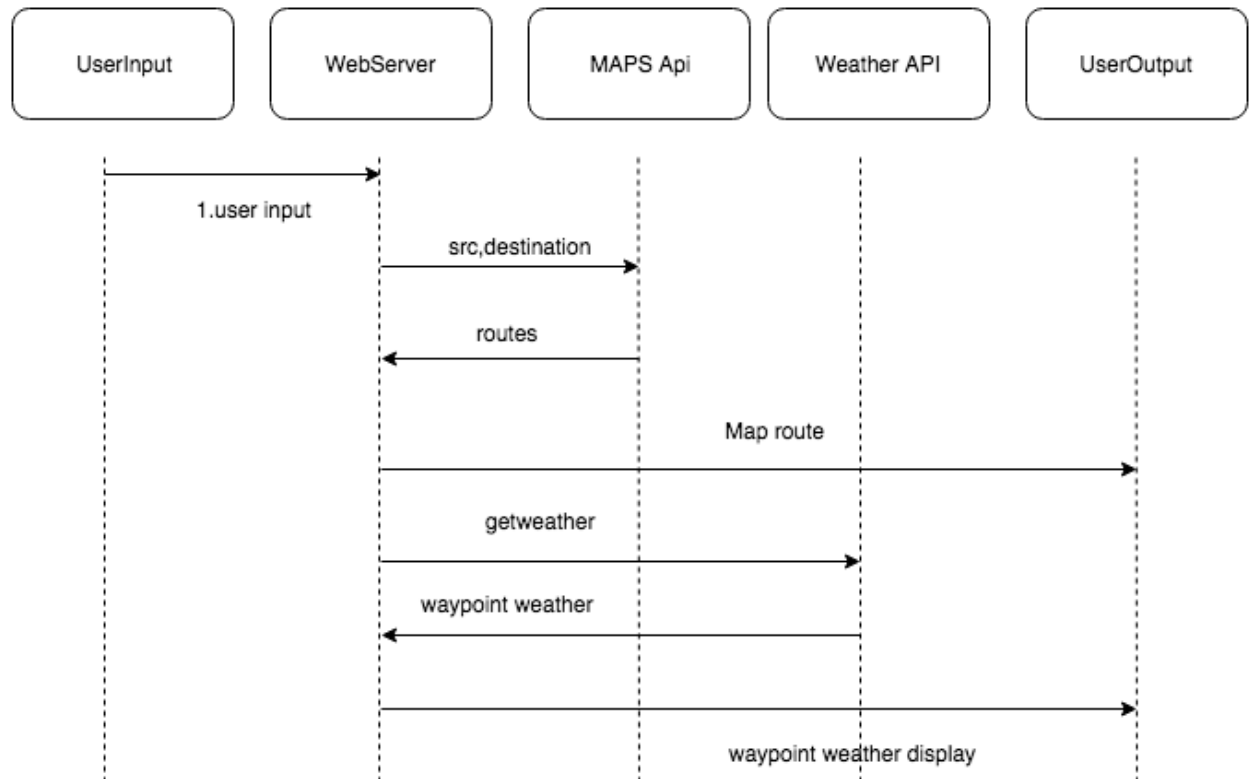 UserInput
WebServer
MAPS Api
Weather API
UserOutput
1.user input
src,destination
routes
Map route
getweather
waypoint weather
waypoint weather display